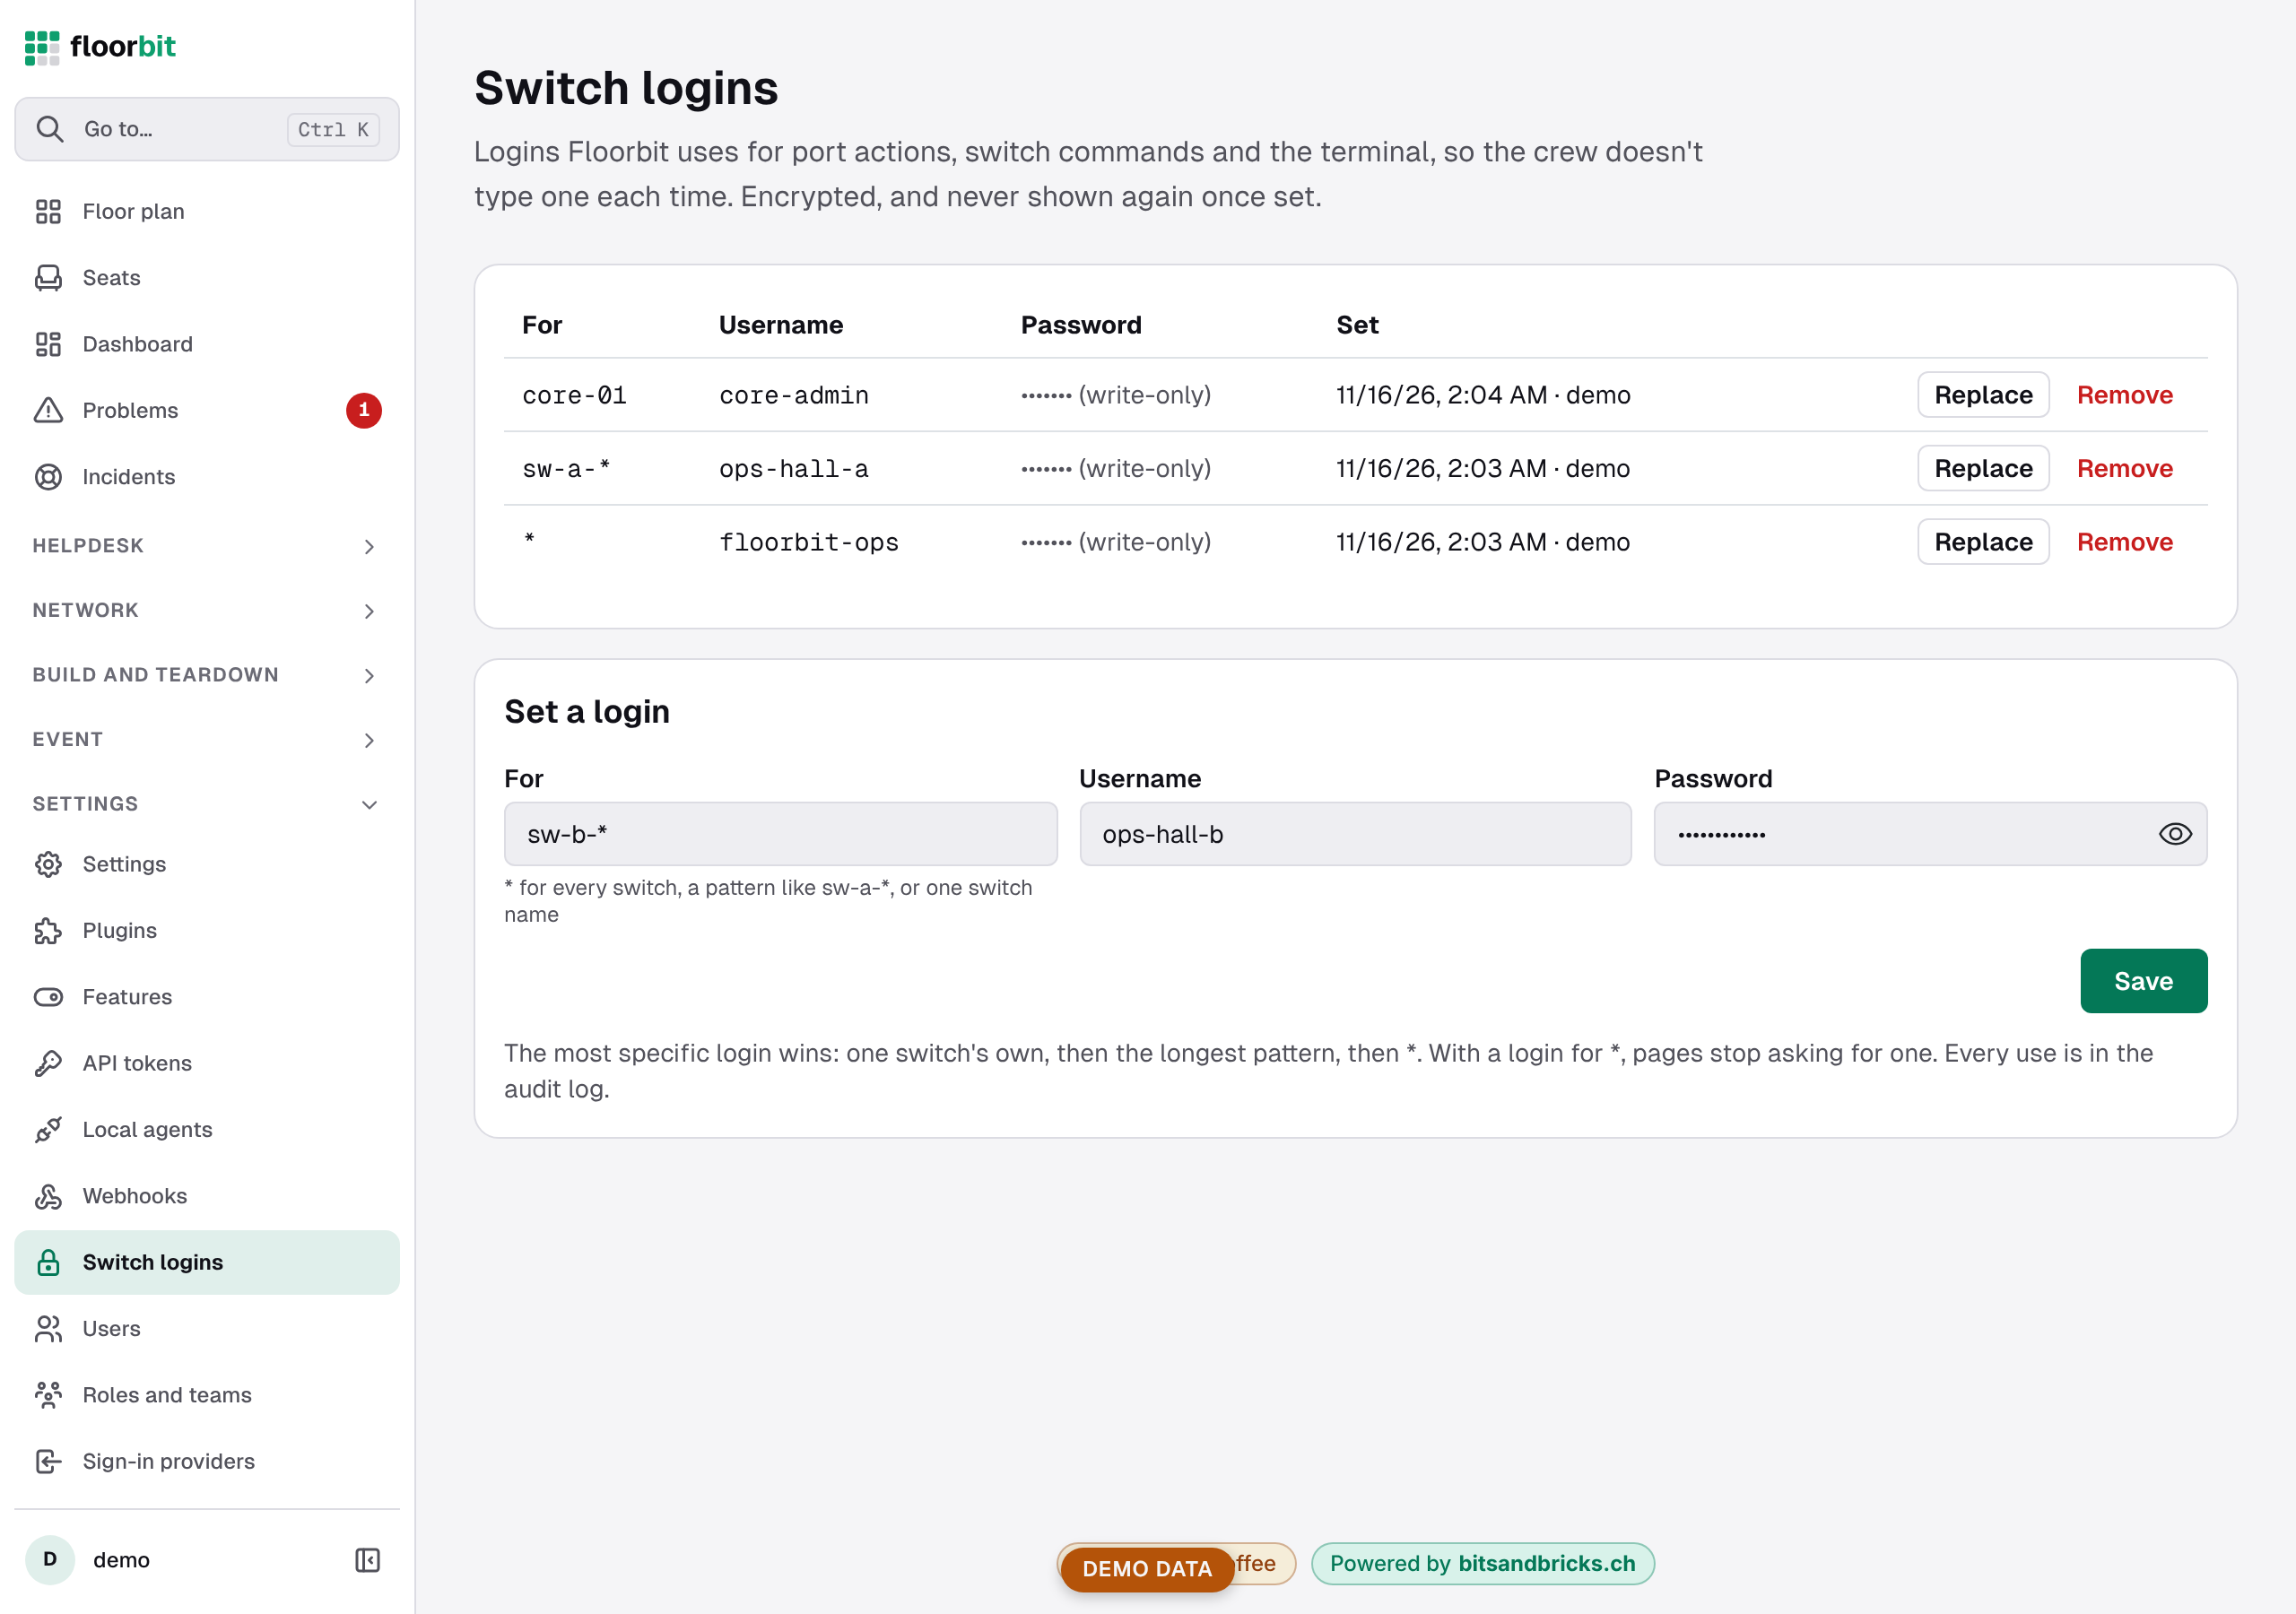 floorbit
Go to...
Ctrl K
Floor plan
Seats
Dashboard
Problems
1
Incidents
HELPDESK
NETWORK
BUILD AND TEARDOWN
EVENT
SETTINGS
Settings
Plugins
Features
API tokens
Local agents
Webhooks
Switch logins
Users
Roles and teams
Sign-in providers
D
demo
Switch logins
Logins Floorbit uses for port actions, switch commands and the terminal, so the crew doesn't
type one each time. Encrypted, and never shown again once set.
For Username Password Set
core-01 core-admin ••••••• (write-only) 11/16/26, 2:04 AM · demo Replace Remove
sw-a-* ops-hall-a ••••••• (write-only) 11/16/26, 2:03 AM · demo Replace Remove
* floorbit-ops ••••••• (write-only) 11/16/26, 2:03 AM · demo Replace Remove
Set a login
For Username Password
sw-b-* ops-hall-b ••••••••••••
* for every switch, a pattern like sw-a-*, or one switch
name
Save
The most specific login wins: one switch's own, then the longest pattern, then *. With a login for *, pages stop asking for one. Every use is in the
audit log.
DEMO DATA
Powered by bitsandbricks.ch